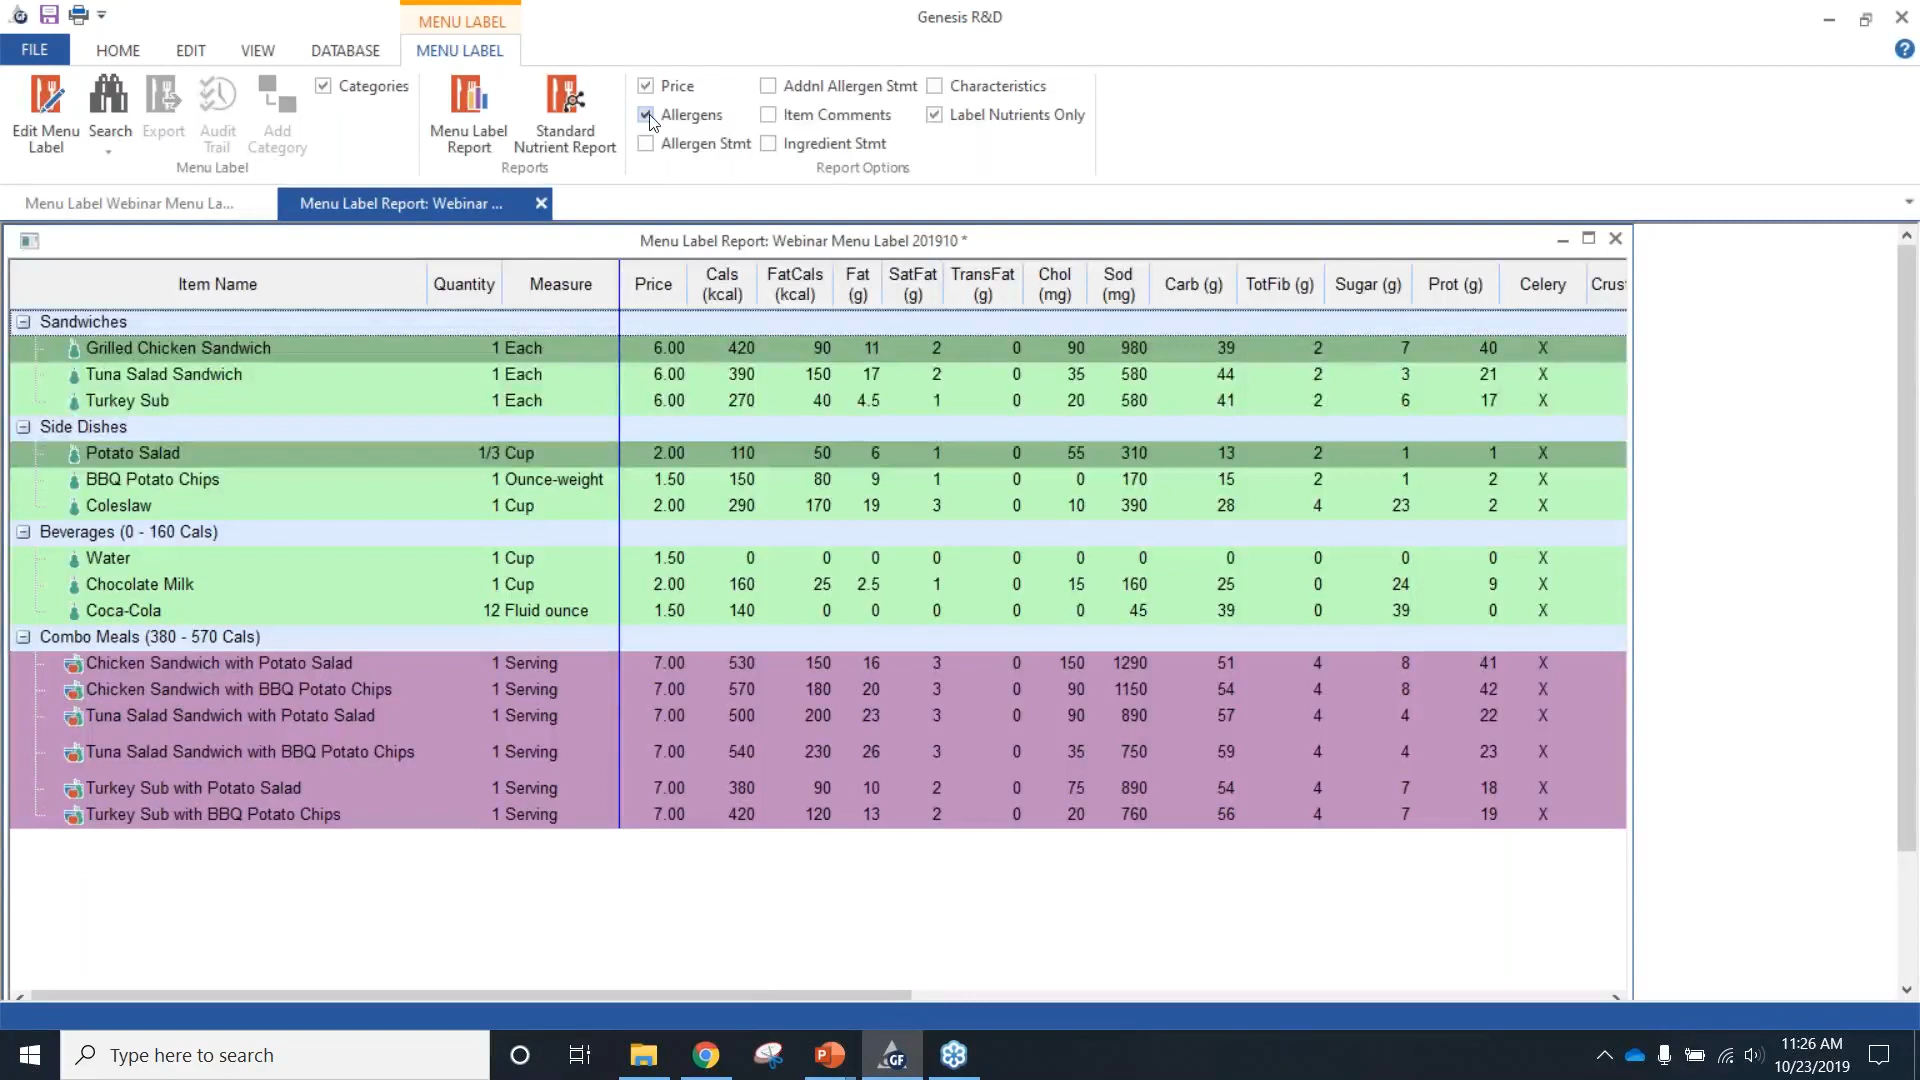 MENU LABEL
Genesis R&D
FILE HOME EDIT VIEW DATABASE MENU LABEL
Edit Menu Label Search Export Audit Trail Add Category Categories
Menu Label
Menu Label Report Standard Nutrient Report
Reports
Price Addnl Allergen Stmt Characteristics
Allergens Item Comments Label Nutrients Only
Allergen Stmt Ingredient Stmt
Report Options
Menu Label Webinar Menu La... Menu Label Report: Webinar ...
Menu Label Report: Webinar Menu Label 201910 *
Item Name Quantity Measure Price Cals (kcal) FatCals (kcal) Fat (g) SatFat (g) TransFat (g) Chol (mg) Sod (mg) Carb (g) TotFib (g) Sugar (g) Prot (g) Celery Crus
Sandwiches
Grilled Chicken Sandwich 1 Each 6.00 420 90 11 2 0 90 980 39 2 7 40 X
Tuna Salad Sandwich 1 Each 6.00 390 150 17 2 0 35 580 44 2 3 21 X
Turkey Sub 1 Each 6.00 270 40 4.5 1 0 20 580 41 2 6 17 X
Side Dishes
Potato Salad 1/3 Cup 2.00 110 50 6 1 0 55 310 13 2 1 1 X
BBQ Potato Chips 1 Ounce-weight 1.50 150 80 9 1 0 0 170 15 2 1 2 X
Coleslaw 1 Cup 2.00 290 170 19 3 0 10 390 28 4 23 2 X
Beverages (0 - 160 Cals)
Water 1 Cup 1.50 0 0 0 0 0 0 0 0 0 0 0 X
Chocolate Milk 1 Cup 2.00 160 25 2.5 1 0 15 160 25 0 24 9 X
Coca-Cola 12 Fluid ounce 1.50 140 0 0 0 0 0 45 39 0 39 0 X
Combo Meals (380 - 570 Cals)
Chicken Sandwich with Potato Salad 1 Serving 7.00 530 150 16 3 0 150 1290 51 4 8 41 X
Chicken Sandwich with BBQ Potato Chips 1 Serving 7.00 570 180 20 3 0 90 1150 54 4 8 42 X
Tuna Salad Sandwich with Potato Salad 1 Serving 7.00 500 200 23 3 0 90 890 57 4 4 22 X
Tuna Salad Sandwich with BBQ Potato Chips 1 Serving 7.00 540 230 26 3 0 35 750 59 4 4 23 X
Turkey Sub with Potato Salad 1 Serving 7.00 380 90 10 2 0 75 890 54 4 7 18 X
Turkey Sub with BBQ Potato Chips 1 Serving 7.00 420 120 13 2 0 20 760 56 4 7 19 X
Type here to search
GF
11:26 AM
10/23/2019